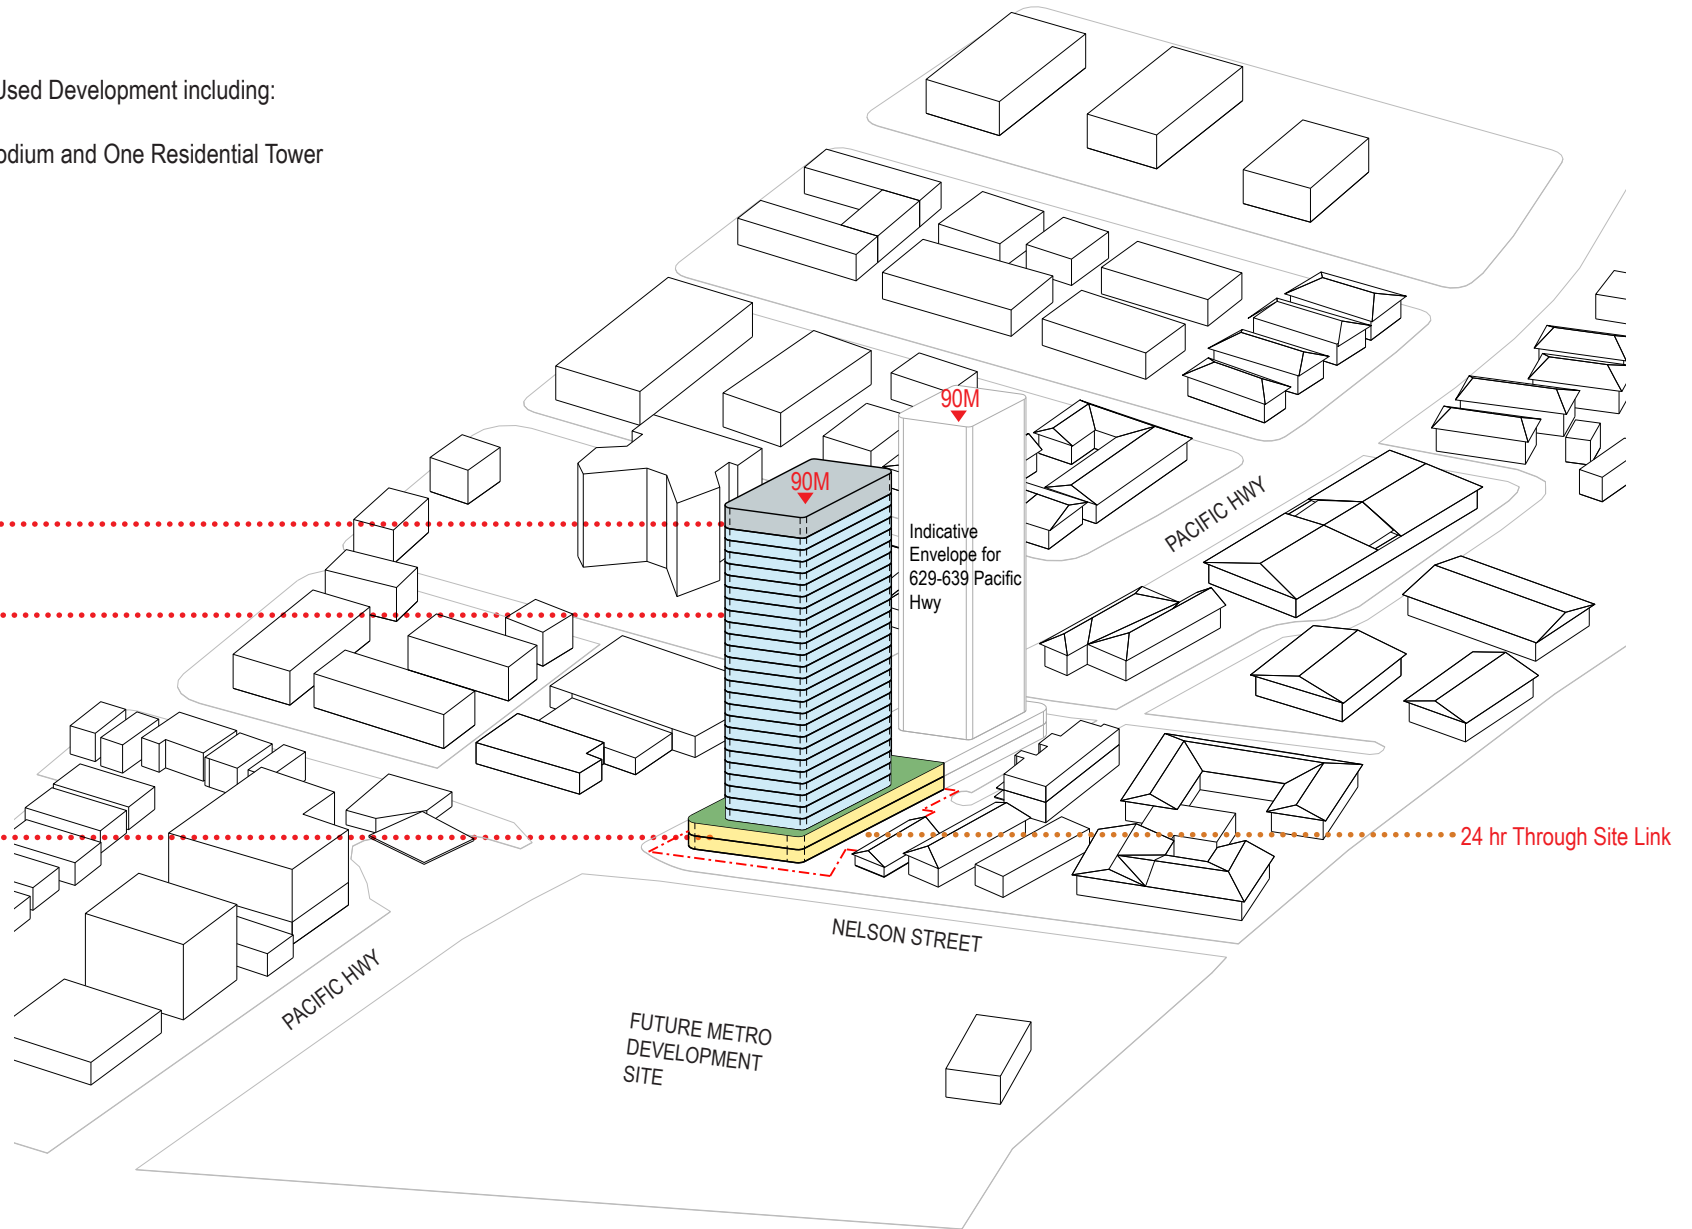 Used Development including:
odium and One Residential Tower
90M
90M
Indicative
Envelope for
629-639 Pacific
Hwy
PACIFIC HWY
24 hr Through Site Link
NELSON STREET
PACIFIC HWY
FUTURE METRO
DEVELOPMENT
SITE